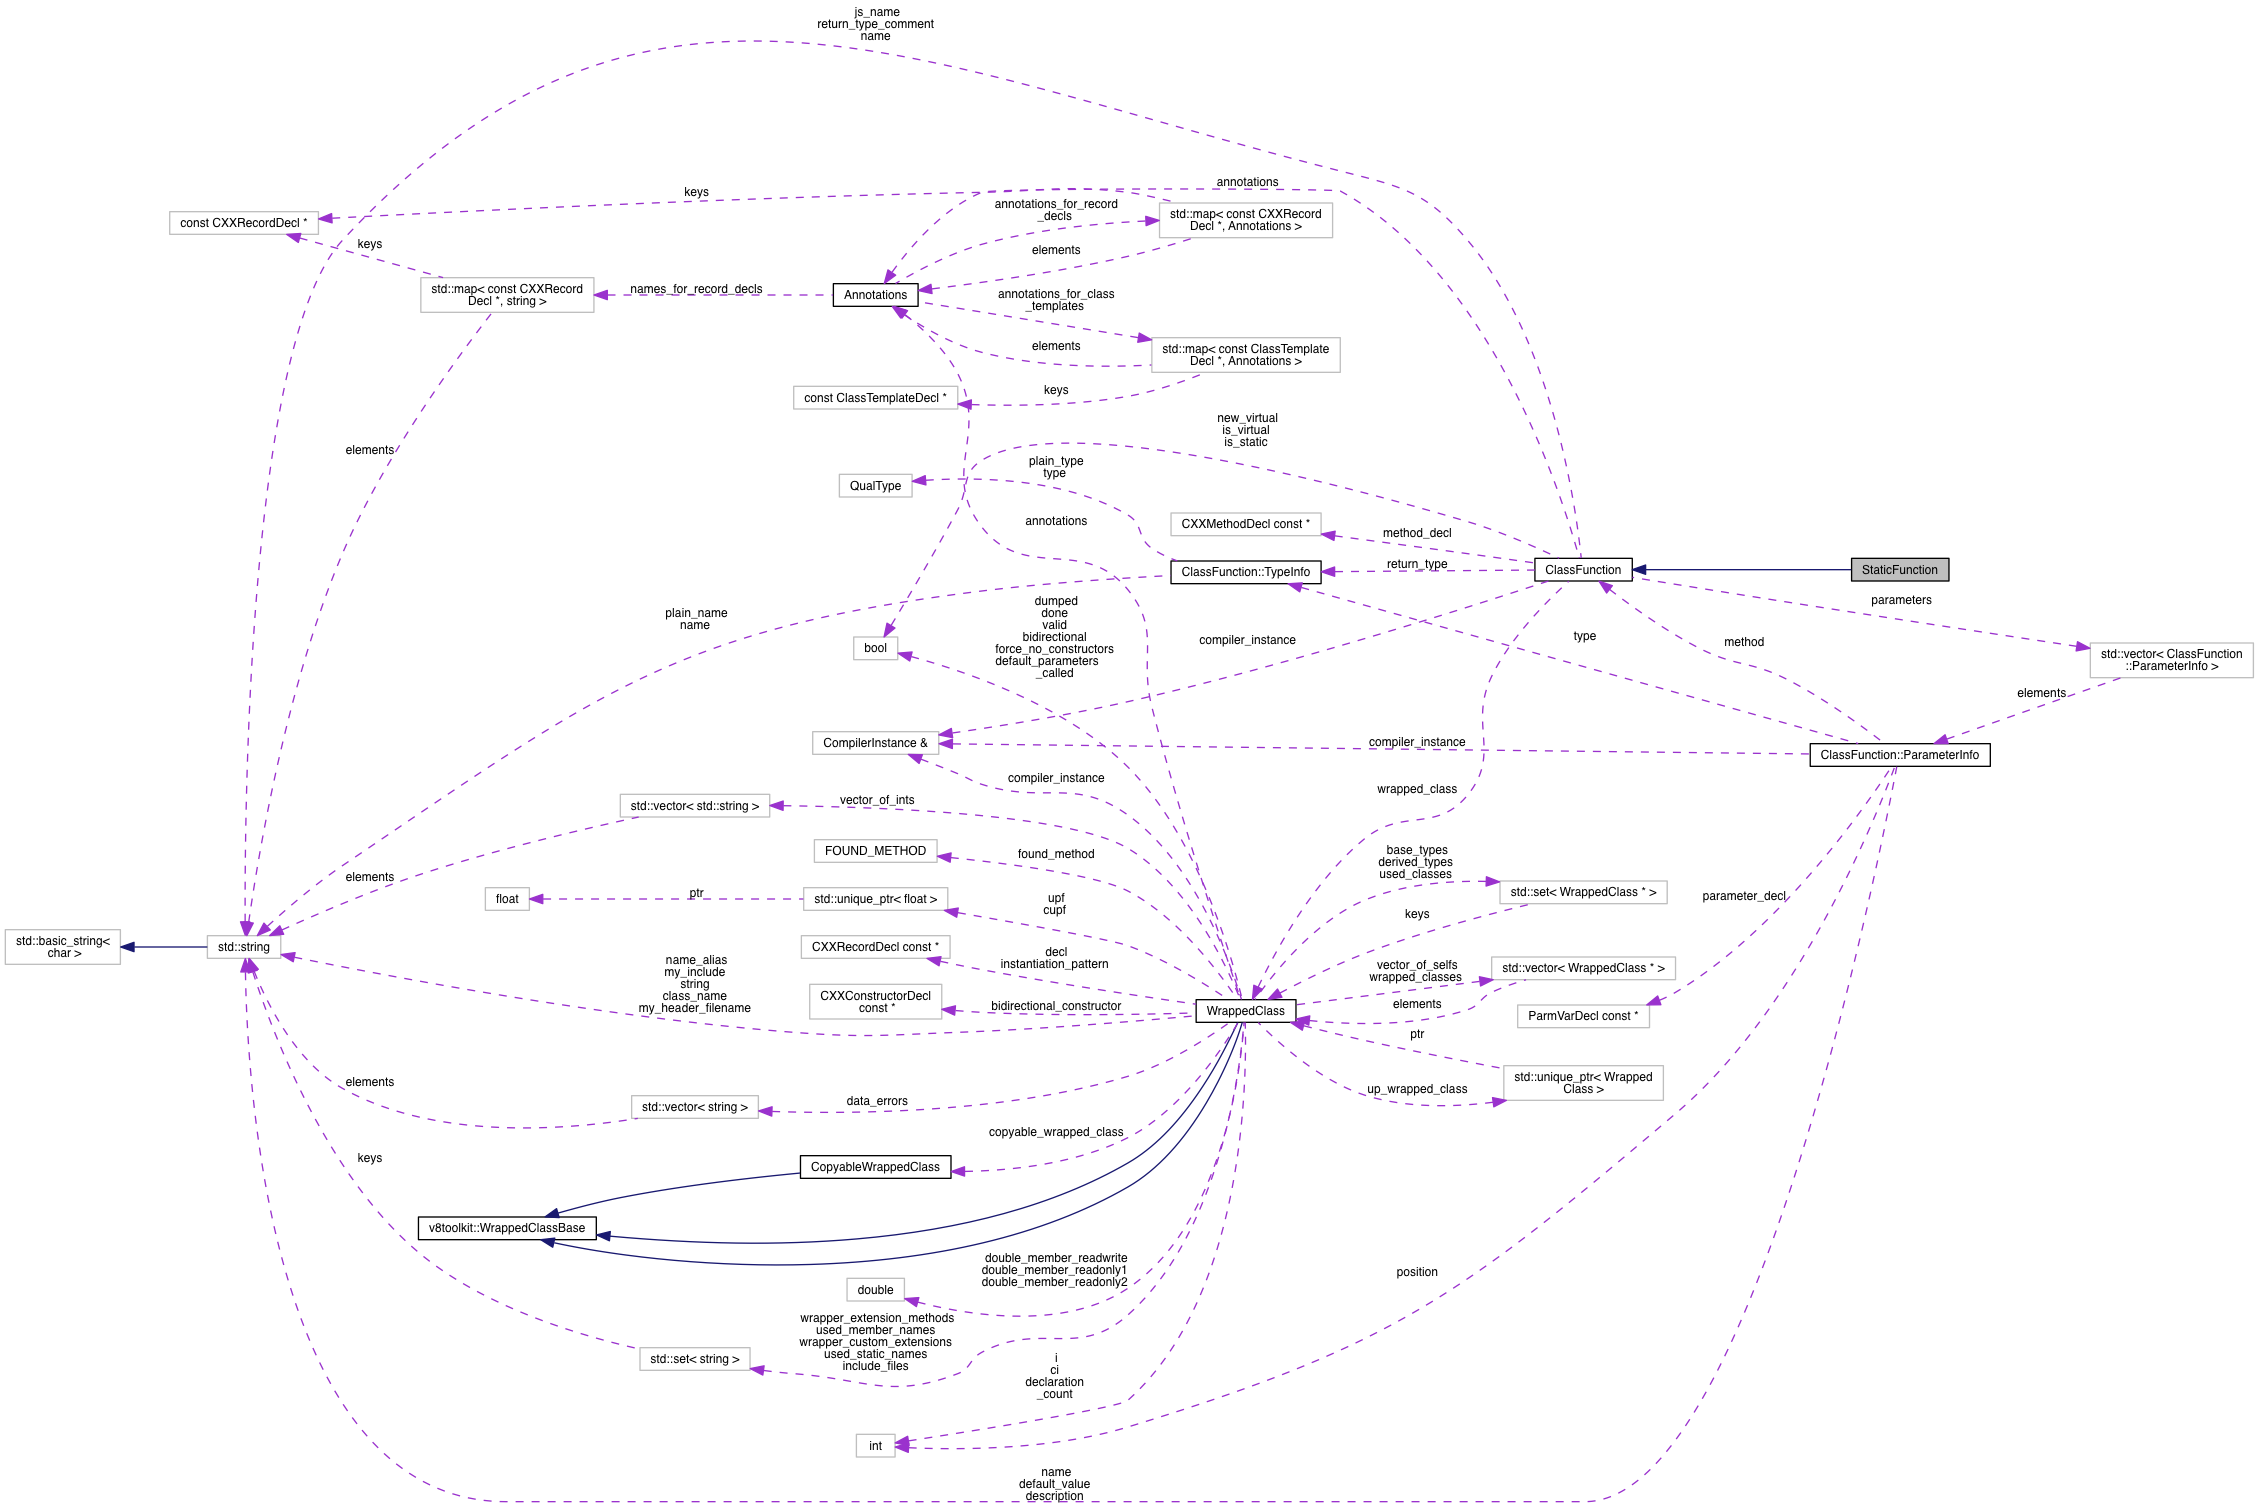 js_name
return_type_comment
name
keys
annotations
const CXXRecordDecl *
annotations_for_record
_decls
std::map< const CXXRecord
Decl *, Annotations >
keys
elements
std::map< const CXXRecord
Decl *, string >
names_for_record_decls
Annotations
annotations_for_class
_templates
elements
std::map< const ClassTemplate
Decl *, Annotations >
const ClassTemplateDecl *
keys
new_virtual
is_virtual
is_static
elements
plain_type
type
QualType
annotations
CXXMethodDecl const *
method_decl
ClassFunction::TypeInfo
return_type
ClassFunction
StaticFunction
parameters
plain_name
name
dumped
done
valid
bidirectional
force_no_constructors
default_parameters
_called
bool
compiler_instance
type
method
std::vector< ClassFunction
::ParameterInfo >
elements
CompilerInstance &
compiler_instance
ClassFunction::ParameterInfo
compiler_instance
wrapped_class
std::vector< std::string >
vector_of_ints
FOUND_METHOD
found_method
base_types
derived_types
used_classes
std::set< WrappedClass * >
elements
float
ptr
std::unique_ptr< float >
upf
cupf
keys
parameter_decl
std::basic_string<
char >
std::string
CXXRecordDecl const *
decl
instantiation_pattern
name_alias
my_include
string
class_name
my_header_filename
vector_of_selfs
wrapped_classes
std::vector< WrappedClass * >
CXXConstructorDecl
const *
bidirectional_constructor
WrappedClass
elements
ParmVarDecl const *
ptr
elements
std::vector< string >
data_errors
up_wrapped_class
std::unique_ptr< Wrapped
Class >
copyable_wrapped_class
keys
CopyableWrappedClass
v8toolkit::WrappedClassBase
double_member_readwrite
double_member_readonly1
double_member_readonly2
double
position
wrapper_extension_methods
used_member_names
wrapper_custom_extensions
used_static_names
include_files
std::set< string >
i
ci
declaration
_count
int
name
default_value
description